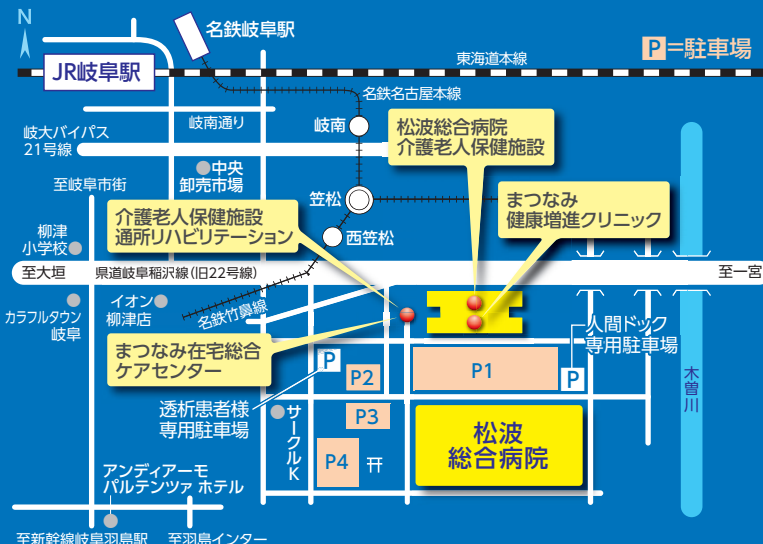 N
名鉄岐阜駅
P=駐車場
JR岐阜駅
東海道本線
名鉄名古屋本線
岐南通り
岐南
松波総合病院
介護老人保健施設
岐大バイパス
21号線
中央
卸売市場
至岐阜市街
笠松
まつなみ
健康増進クリニック
介護老人保健施設
通所リハビリテーション
柳津
小学校
西笠松
至大垣
県道岐阜稲沢線(旧22号線)
至一宮
カラフルタウン
岐阜
イオン
柳津店
名鉄竹鼻線
人間ドック
専用駐車場
まつなみ在宅総合
ケアセンター
P
P2
P1
P
木曽川
透析患者様
専用駐車場
サークルK
P3
松波
総合病院
P4
アンディアーモ
パルテンツァ ホテル
至新幹線岐阜羽島駅
至羽島インター